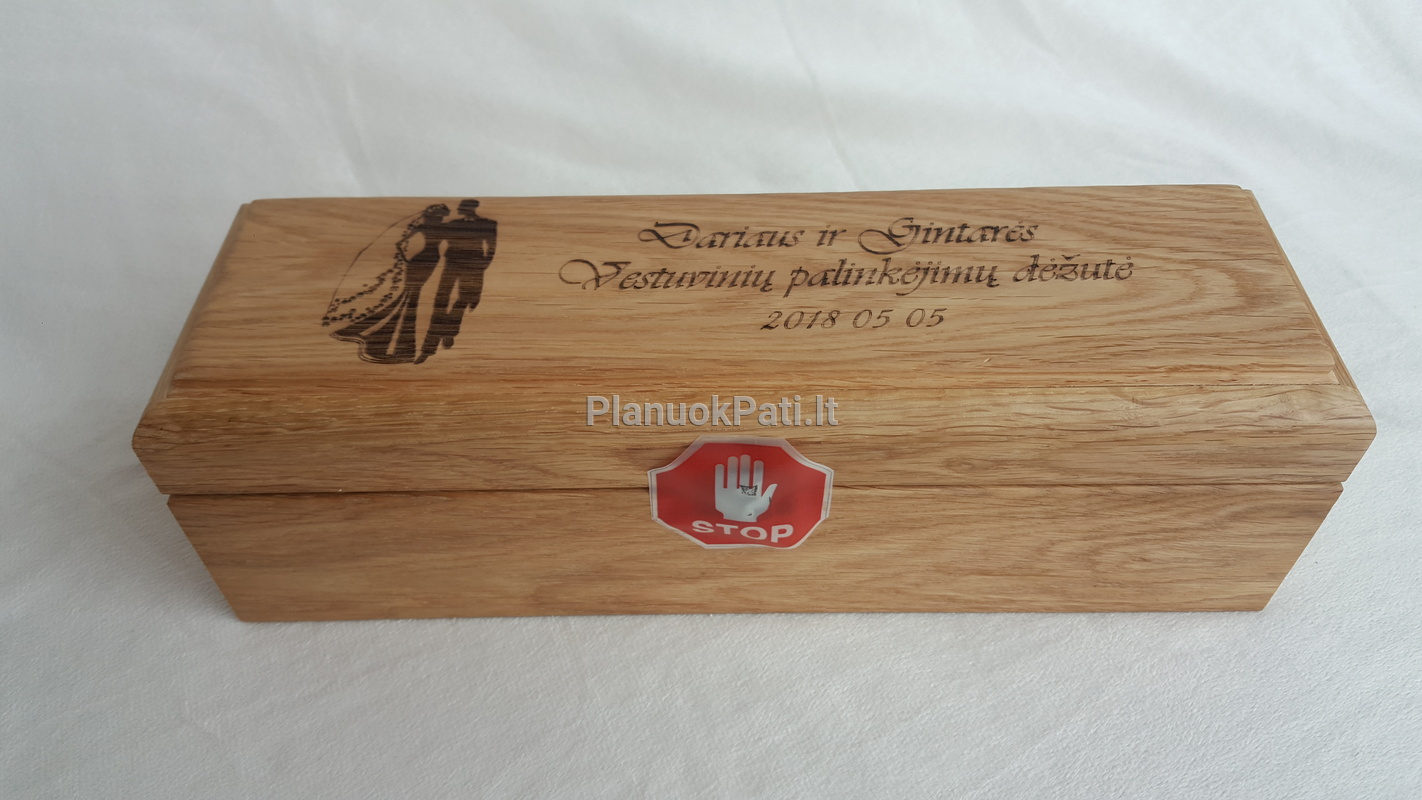 Dariaus ir Gintarės
Vestuvinių palinkėjimų dėžutė
2018 05 05
PlanuokPati.lt
STOP